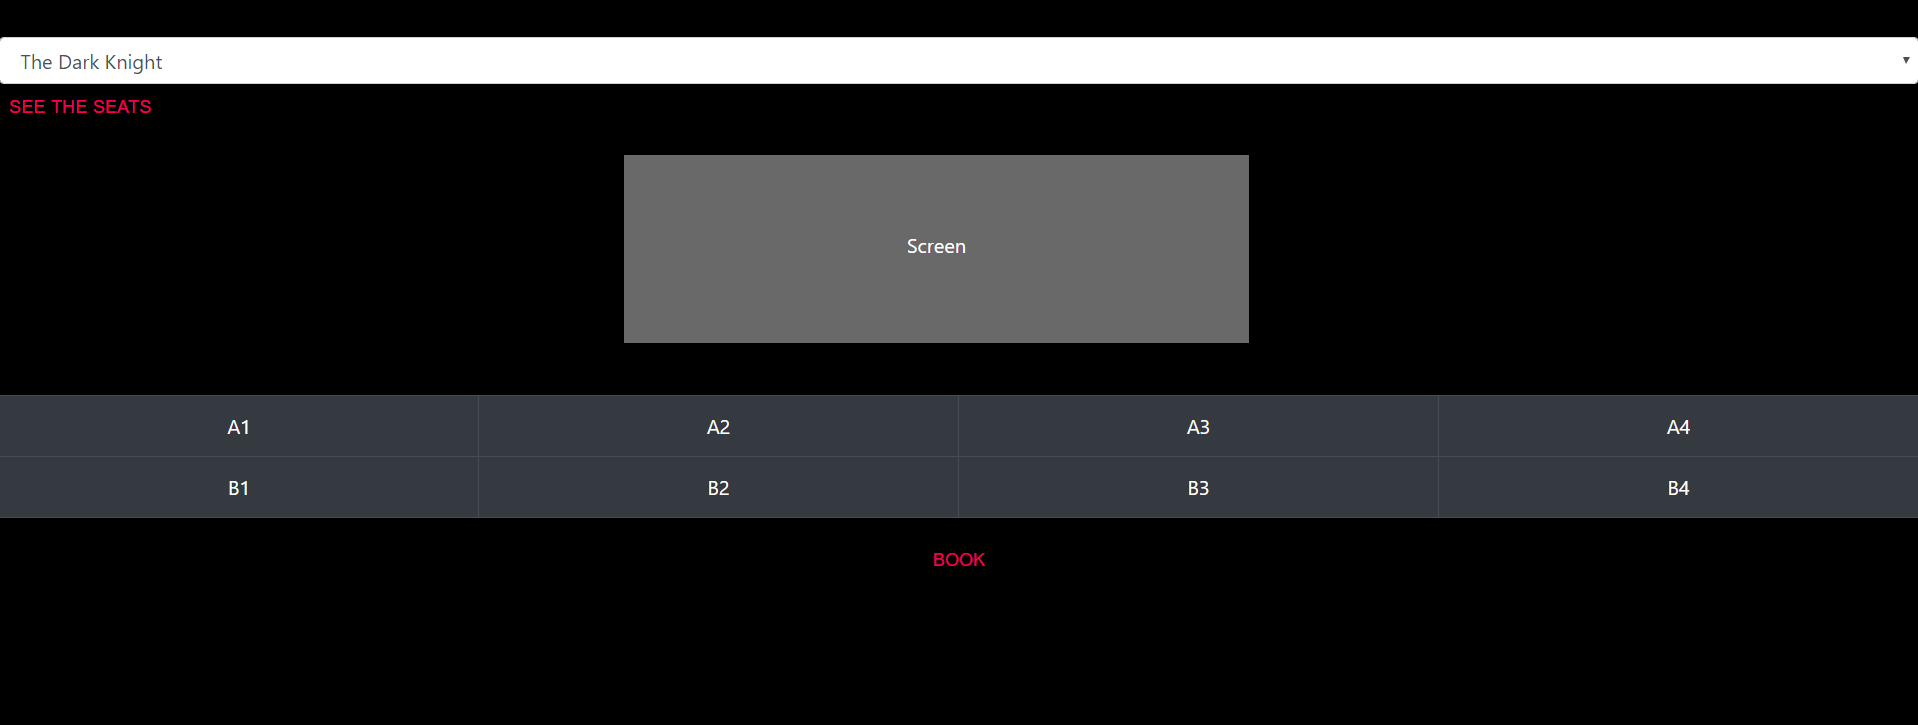 The Dark Knight
SEE THE SEATS
Screen
A1 A2 A3 A4
B1 B2 B3 B4
BOOK